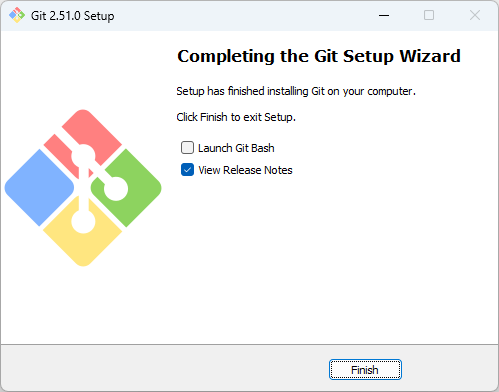 Git 2.51.0 Setup
Completing the Git Setup Wizard
Setup has finished installing Git on your computer.
Click Finish to exit Setup.
Launch Git Bash
View Release Notes
Finish